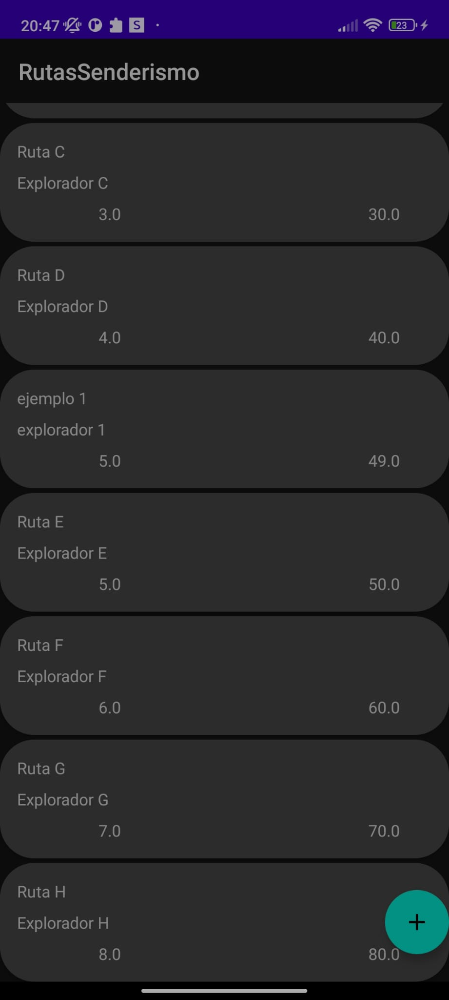 20:47 S 23
RutasSenderismo
Ruta C
Explorador C
3.0 30.0
Ruta D
Explorador D
4.0 40.0
ejemplo 1
explorador 1
5.0 49.0
Ruta E
Explorador E
5.0 50.0
Ruta F
Explorador F
6.0 60.0
Ruta G
Explorador G
7.0 70.0
Ruta H
Explorador H
8.0 80.0
+